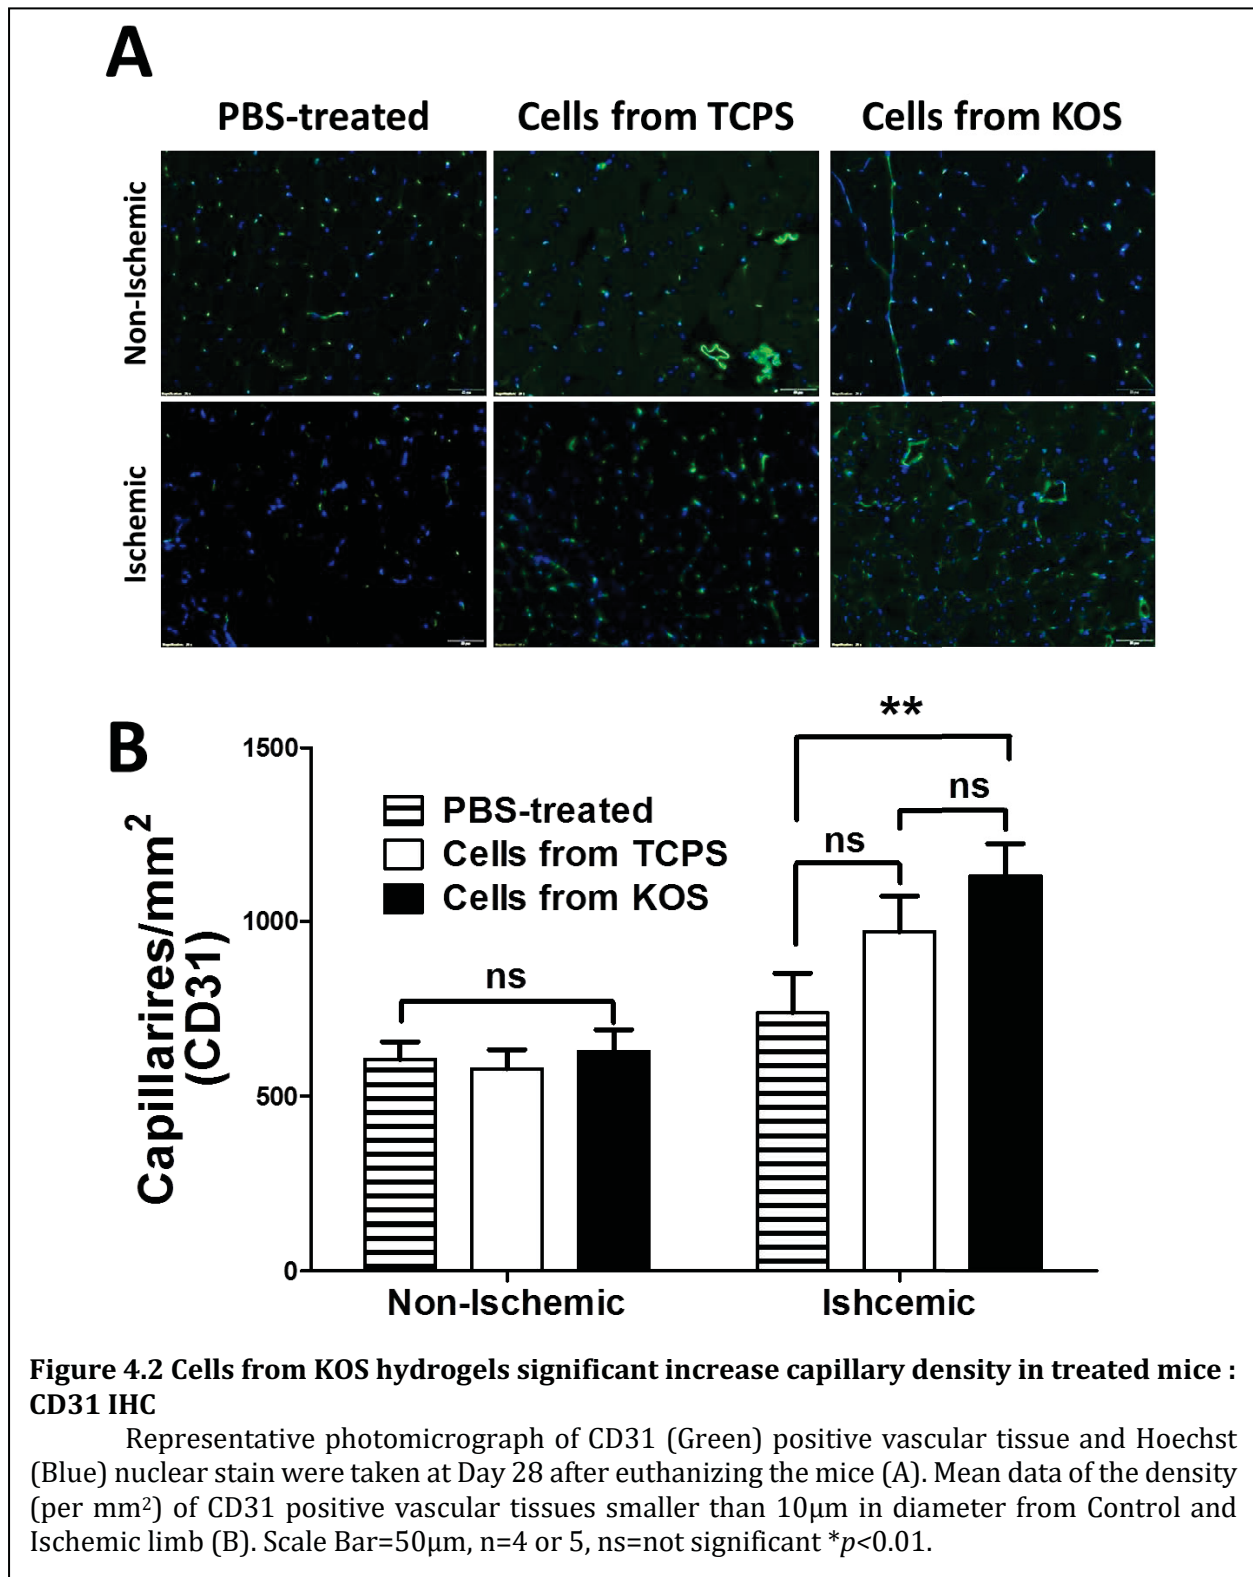 A
PBS-treated
Cells from TCPS
Cells from KOS
Non-Ischemic
Ischemic
B
Capillarires/mm²
(CD31)
1500
1000
500
0
PBS-treated
Cells from TCPS
Cells from KOS
ns
ns
ns
**
Non-Ischemic
Ishcemic
Figure 4.2 Cells from KOS hydrogels significant increase capillary density in treated mice :
CD31 IHC
Representative photomicrograph of CD31 (Green) positive vascular tissue and Hoechst
(Blue) nuclear stain were taken at Day 28 after euthanizing the mice (A). Mean data of the density
(per mm²) of CD31 positive vascular tissues smaller than 10μm in diameter from Control and
Ischemic limb (B). Scale Bar=50μm, n=4 or 5, ns=not significant *p<0.01.